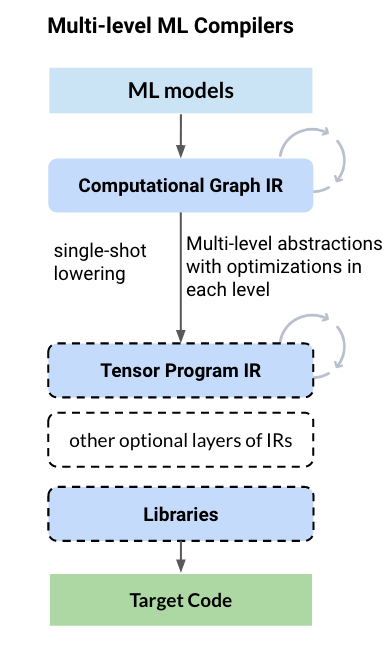 Multi-level ML Compilers
ML models
Computational Graph IR
single-shot
lowering
Multi-level abstractions
with optimizations in
each level
Tensor Program IR
other optional layers of IRs
Libraries
Target Code